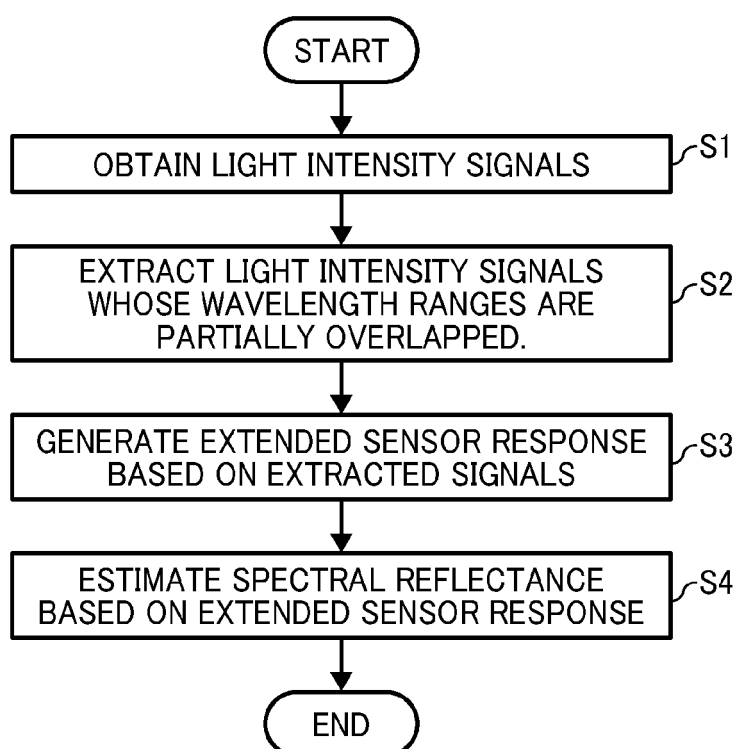 START
OBTAIN LIGHT INTENSITY SIGNALS
S1
EXTRACT LIGHT INTENSITY SIGNALS
WHOSE WAVELENGTH RANGES ARE
PARTIALLY OVERLAPPED.
S2
GENERATE EXTENDED SENSOR RESPONSE
BASED ON EXTRACTED SIGNALS
S3
ESTIMATE SPECTRAL REFLECTANCE
BASED ON EXTENDED SENSOR RESPONSE
S4
END